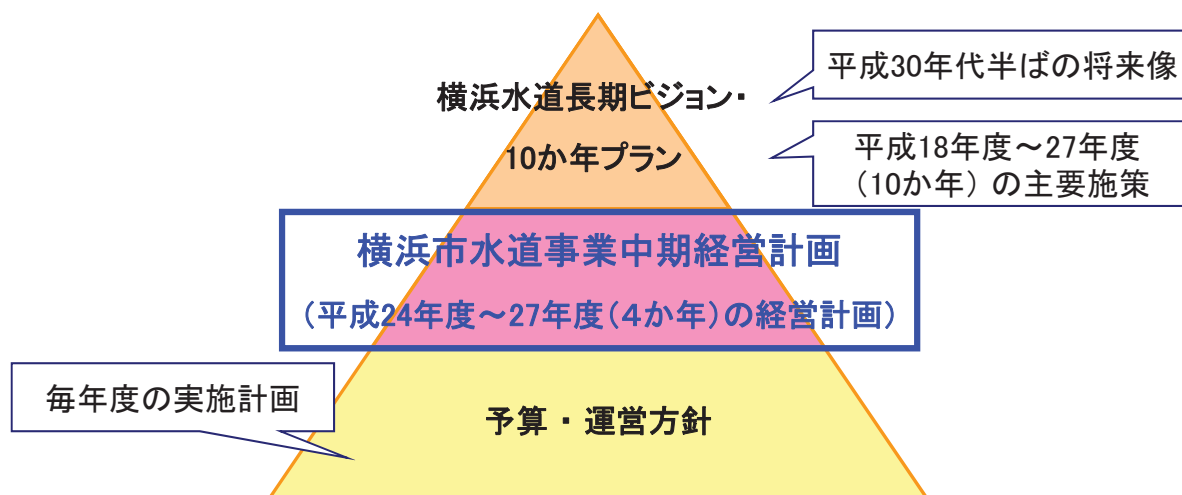 平成30年代半ばの将来像
横浜水道長期ビジョン・
10か年プラン
平成18年度～27年度
(10か年) の主要施策
横浜市水道事業中期経営計画
(平成24年度～27年度(4か年)の経営計画)
毎年度の実施計画
予算・運営方針